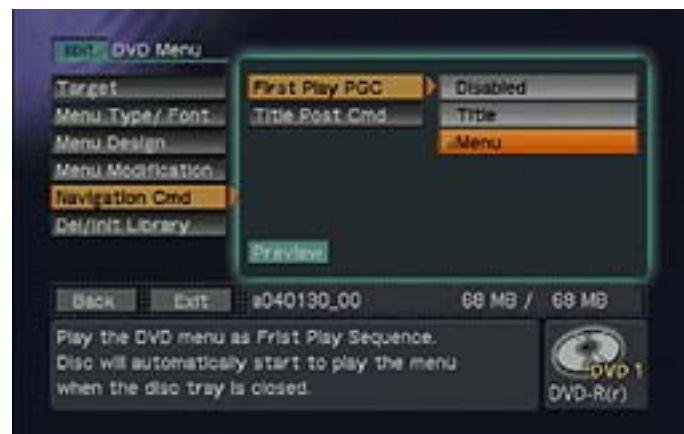 EDIT DVD Menu
Target
Menu Type/ Font
Menu Design
Menu Modification
Navigation Cmd
Del/Init Library
First Play PGC
Title Post Cmd
Disabled
Title
Menu
Preview
Back Exit a040130_00 68 MB / 68 MB
Play the DVD menu as Frist Play Sequence.
Disc will automatically start to play the menu
when the disc tray is closed.
DVD 1
DVD-R(r)